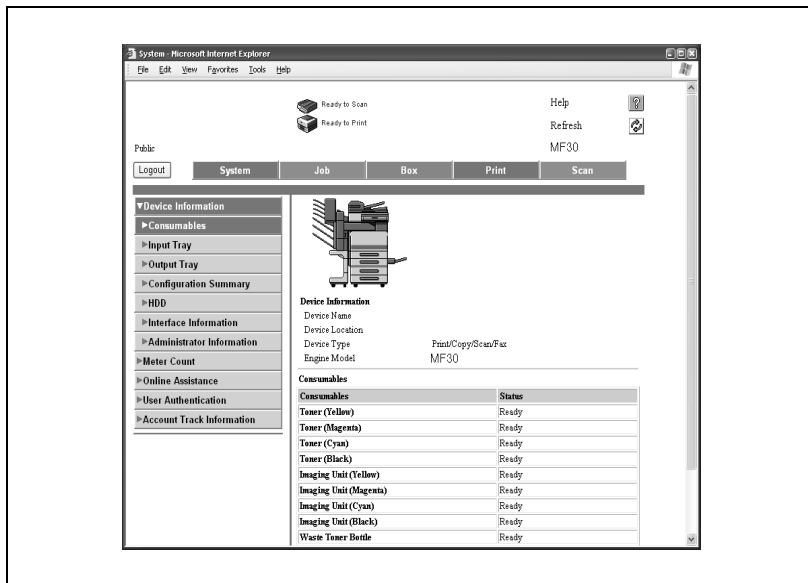 System - Microsoft Internet Explorer
File Edit View Favorites Tools Help
Ready to Scan
Ready to Print
Help
Refresh
Public
MF30
Logout System Job Box Print Scan
▼Device Information
▶Consumables
▶Input Tray
▶Output Tray
▶Configuration Summary
▶HDD
▶Interface Information
▶Administrator Information
▶Meter Count
▶Online Assistance
▶User Authentication
▶Account Track Information
Device Information
Device Name
Device Location
Device Type Print/Copy/Scan/Fax
Engine Model MF30
Consumables
Consumables Status
Toner (Yellow) Ready
Toner (Magenta) Ready
Toner (Cyan) Ready
Toner (Black) Ready
Imaging Unit (Yellow) Ready
Imaging Unit (Magenta) Ready
Imaging Unit (Cyan) Ready
Imaging Unit (Black) Ready
Waste Toner Bottle Ready